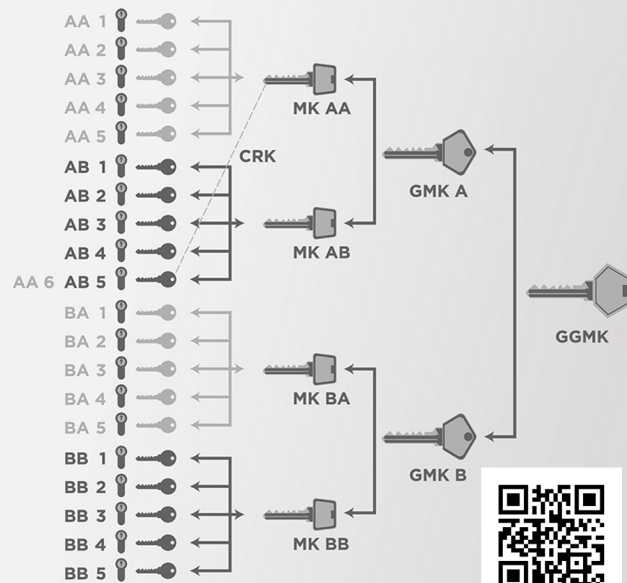 AA 1
AA 2
AA 3
AA 4
AA 5
MK AA
CRK
AB 1
AB 2
AB 3
AB 4
AA 6 AB 5
MK AB
GMK A
BA 1
BA 2
BA 3
BA 4
BA 5
MK BA
GGMK
BB 1
BB 2
BB 3
BB 4
BB 5
MK BB
GMK B